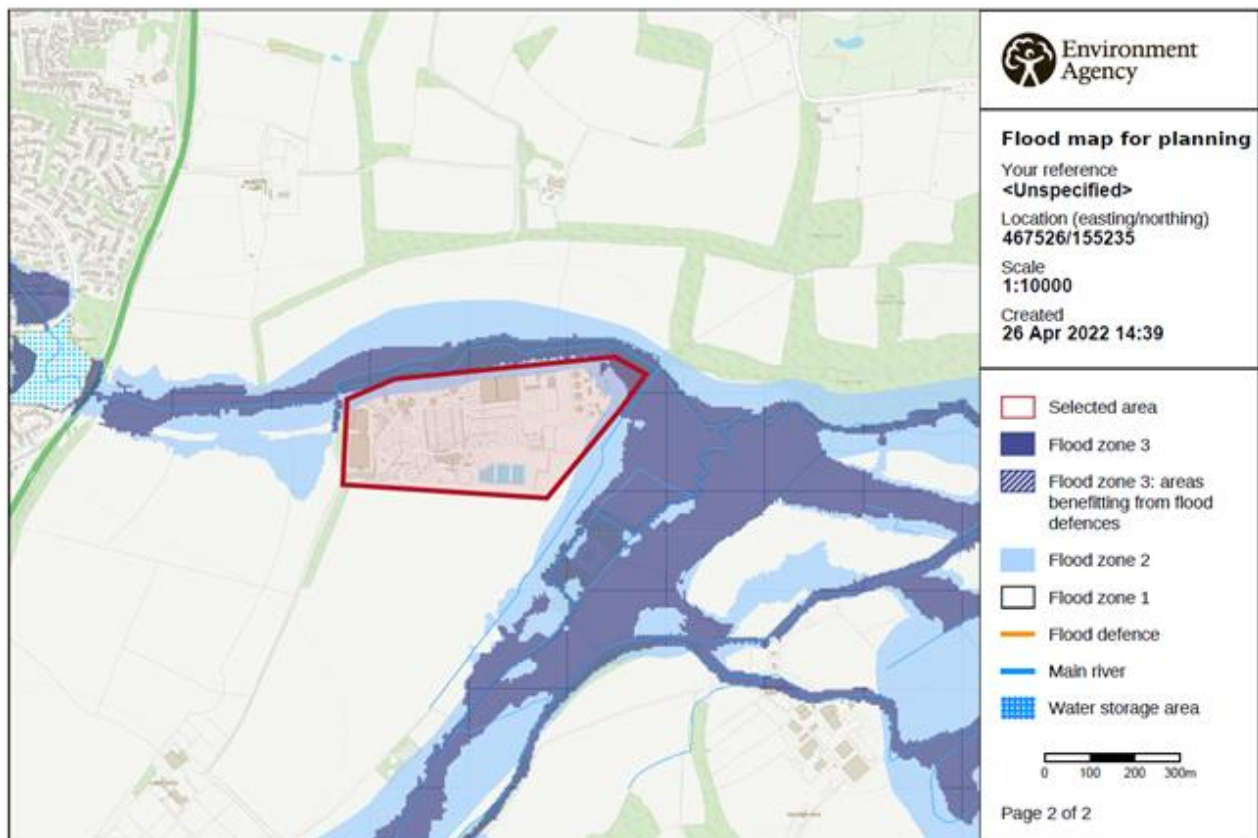 Environment
Agency
Flood map for planning
Your reference
<Unspecified>
Location (easting/northing)
467526/155235
Scale
1:10000
Created
26 Apr 2022 14:39
Selected area
Flood zone 3
Flood zone 3: areas
benefitting from flood
defences
Flood zone 2
Flood zone 1
Flood defence
Main river
Water storage area
0 100 200 300m
Page 2 of 2